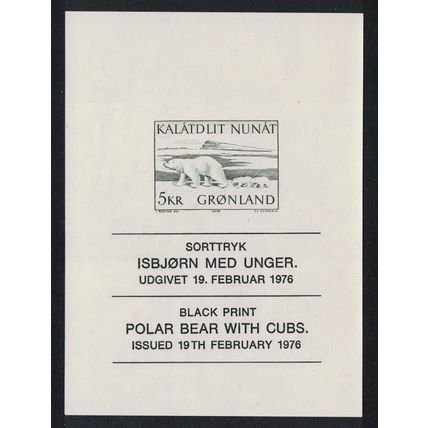 KALÂTDLIT NUNÂT
5KR GRØNLAND
SORTTRYK
ISBJØRN MED UNGER.
UDGIVET 19. FEBRUAR 1976
BLACK PRINT
POLAR BEAR WITH CUBS.
ISSUED 19TH FEBRUARY 1976